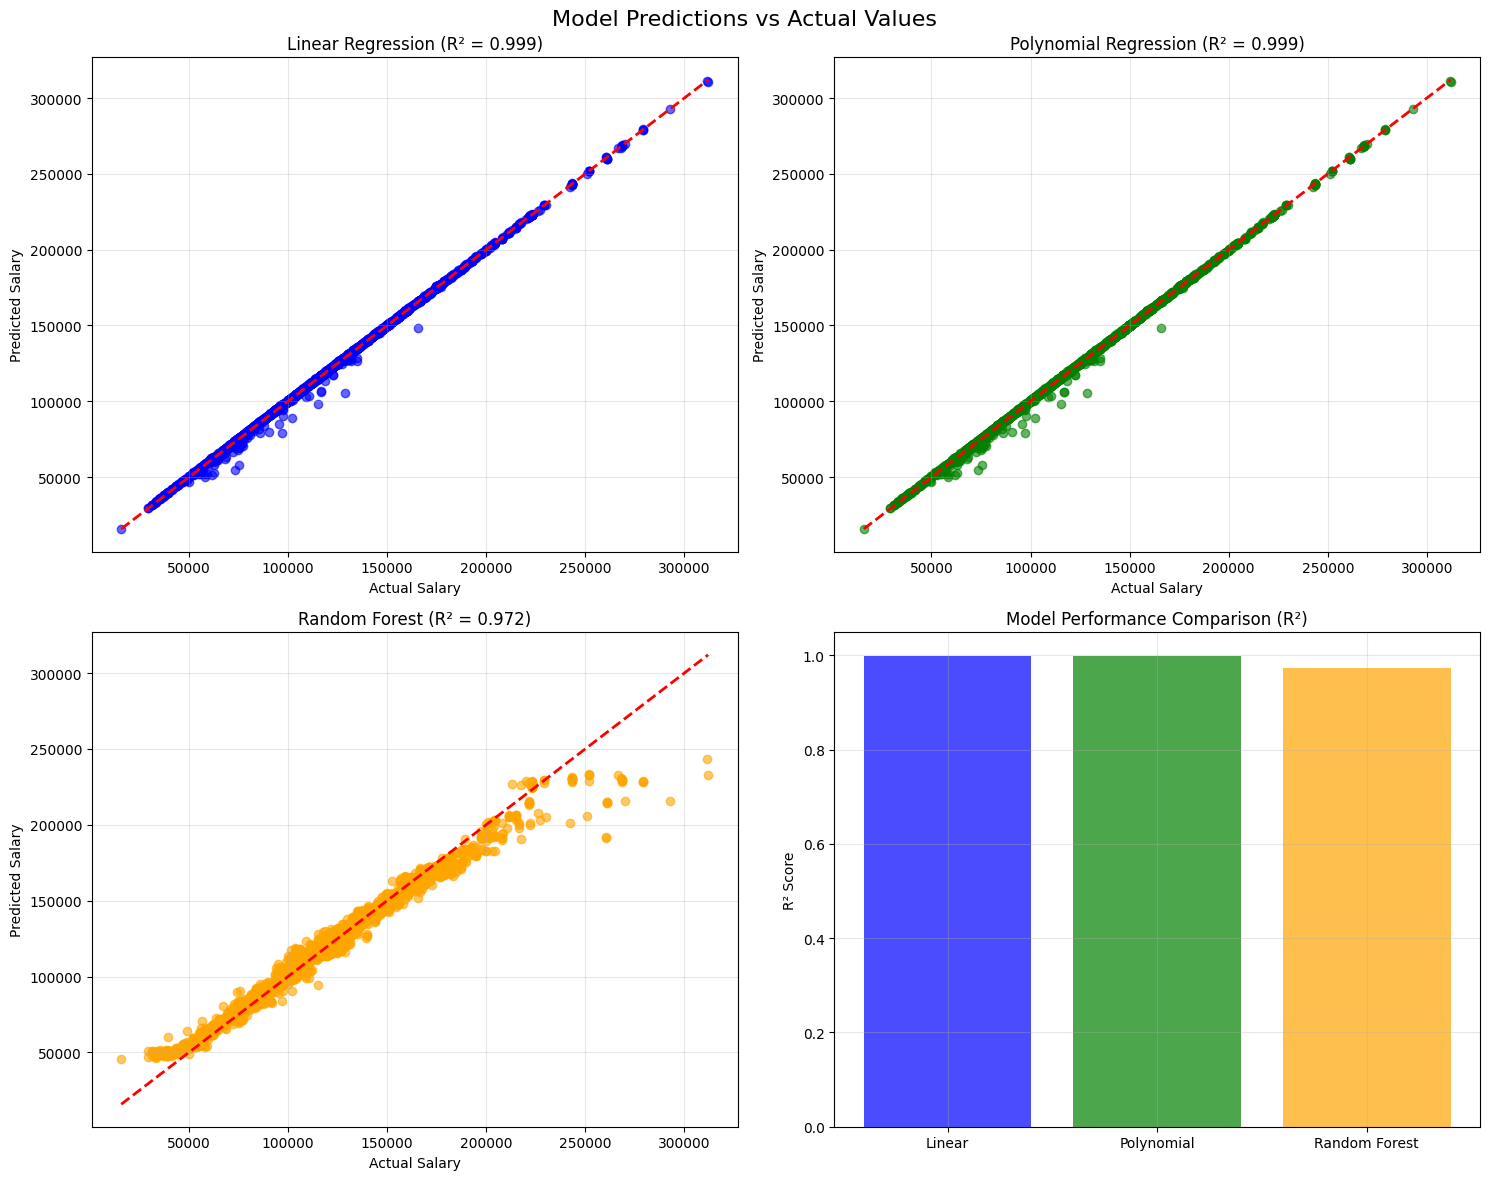 Model Predictions vs Actual Values
Linear Regression (R² = 0.999)
300000
250000
200000
150000
100000
50000
Predicted Salary
50000 100000 150000 200000 250000 300000
Actual Salary
Polynomial Regression (R² = 0.999)
300000
250000
200000
150000
100000
50000
Predicted Salary
50000 100000 150000 200000 250000 300000
Actual Salary
Random Forest (R² = 0.972)
300000
250000
200000
150000
100000
50000
Predicted Salary
50000 100000 150000 200000 250000 300000
Actual Salary
Model Performance Comparison (R²)
1.0
0.8
0.6
0.4
0.2
0.0
R² Score
Linear Polynomial Random Forest